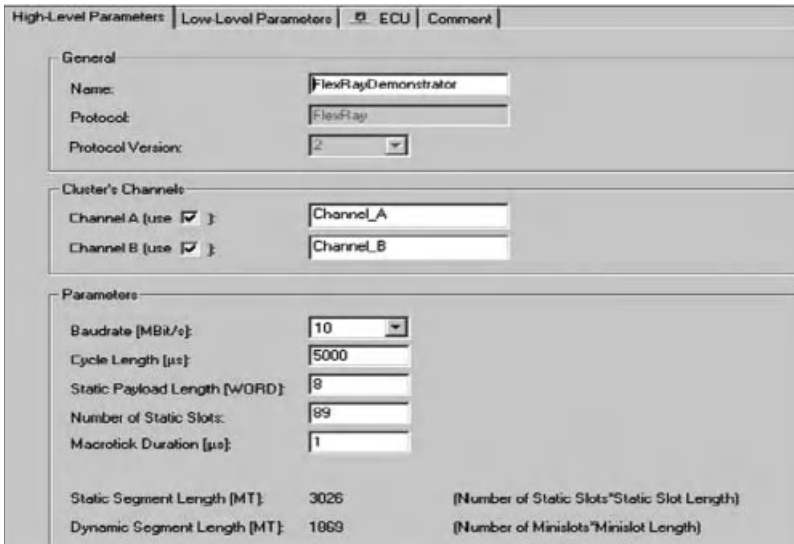 High-Level Parameters Low-Level Parameters ECU Comment
General
Name: FlexRayDemonstrator
Protocol: FlexRay
Protocol Version: 2
Cluster's Channels
Channel A (use ): Channel_A
Channel B (use ): Channel_B
Parameters
Baudrate [MBit/s]: 10
Cycle Length [µs]: 5000
Static Payload Length [WORD]: 8
Number of Static Slots: 89
Macrotick Duration [µs]: 1
Static Segment Length [MT]: 3026 (Number of Static Slots*Static Slot Length)
Dynamic Segment Length [MT]: 1869 (Number of Minislots*Minislot Length)